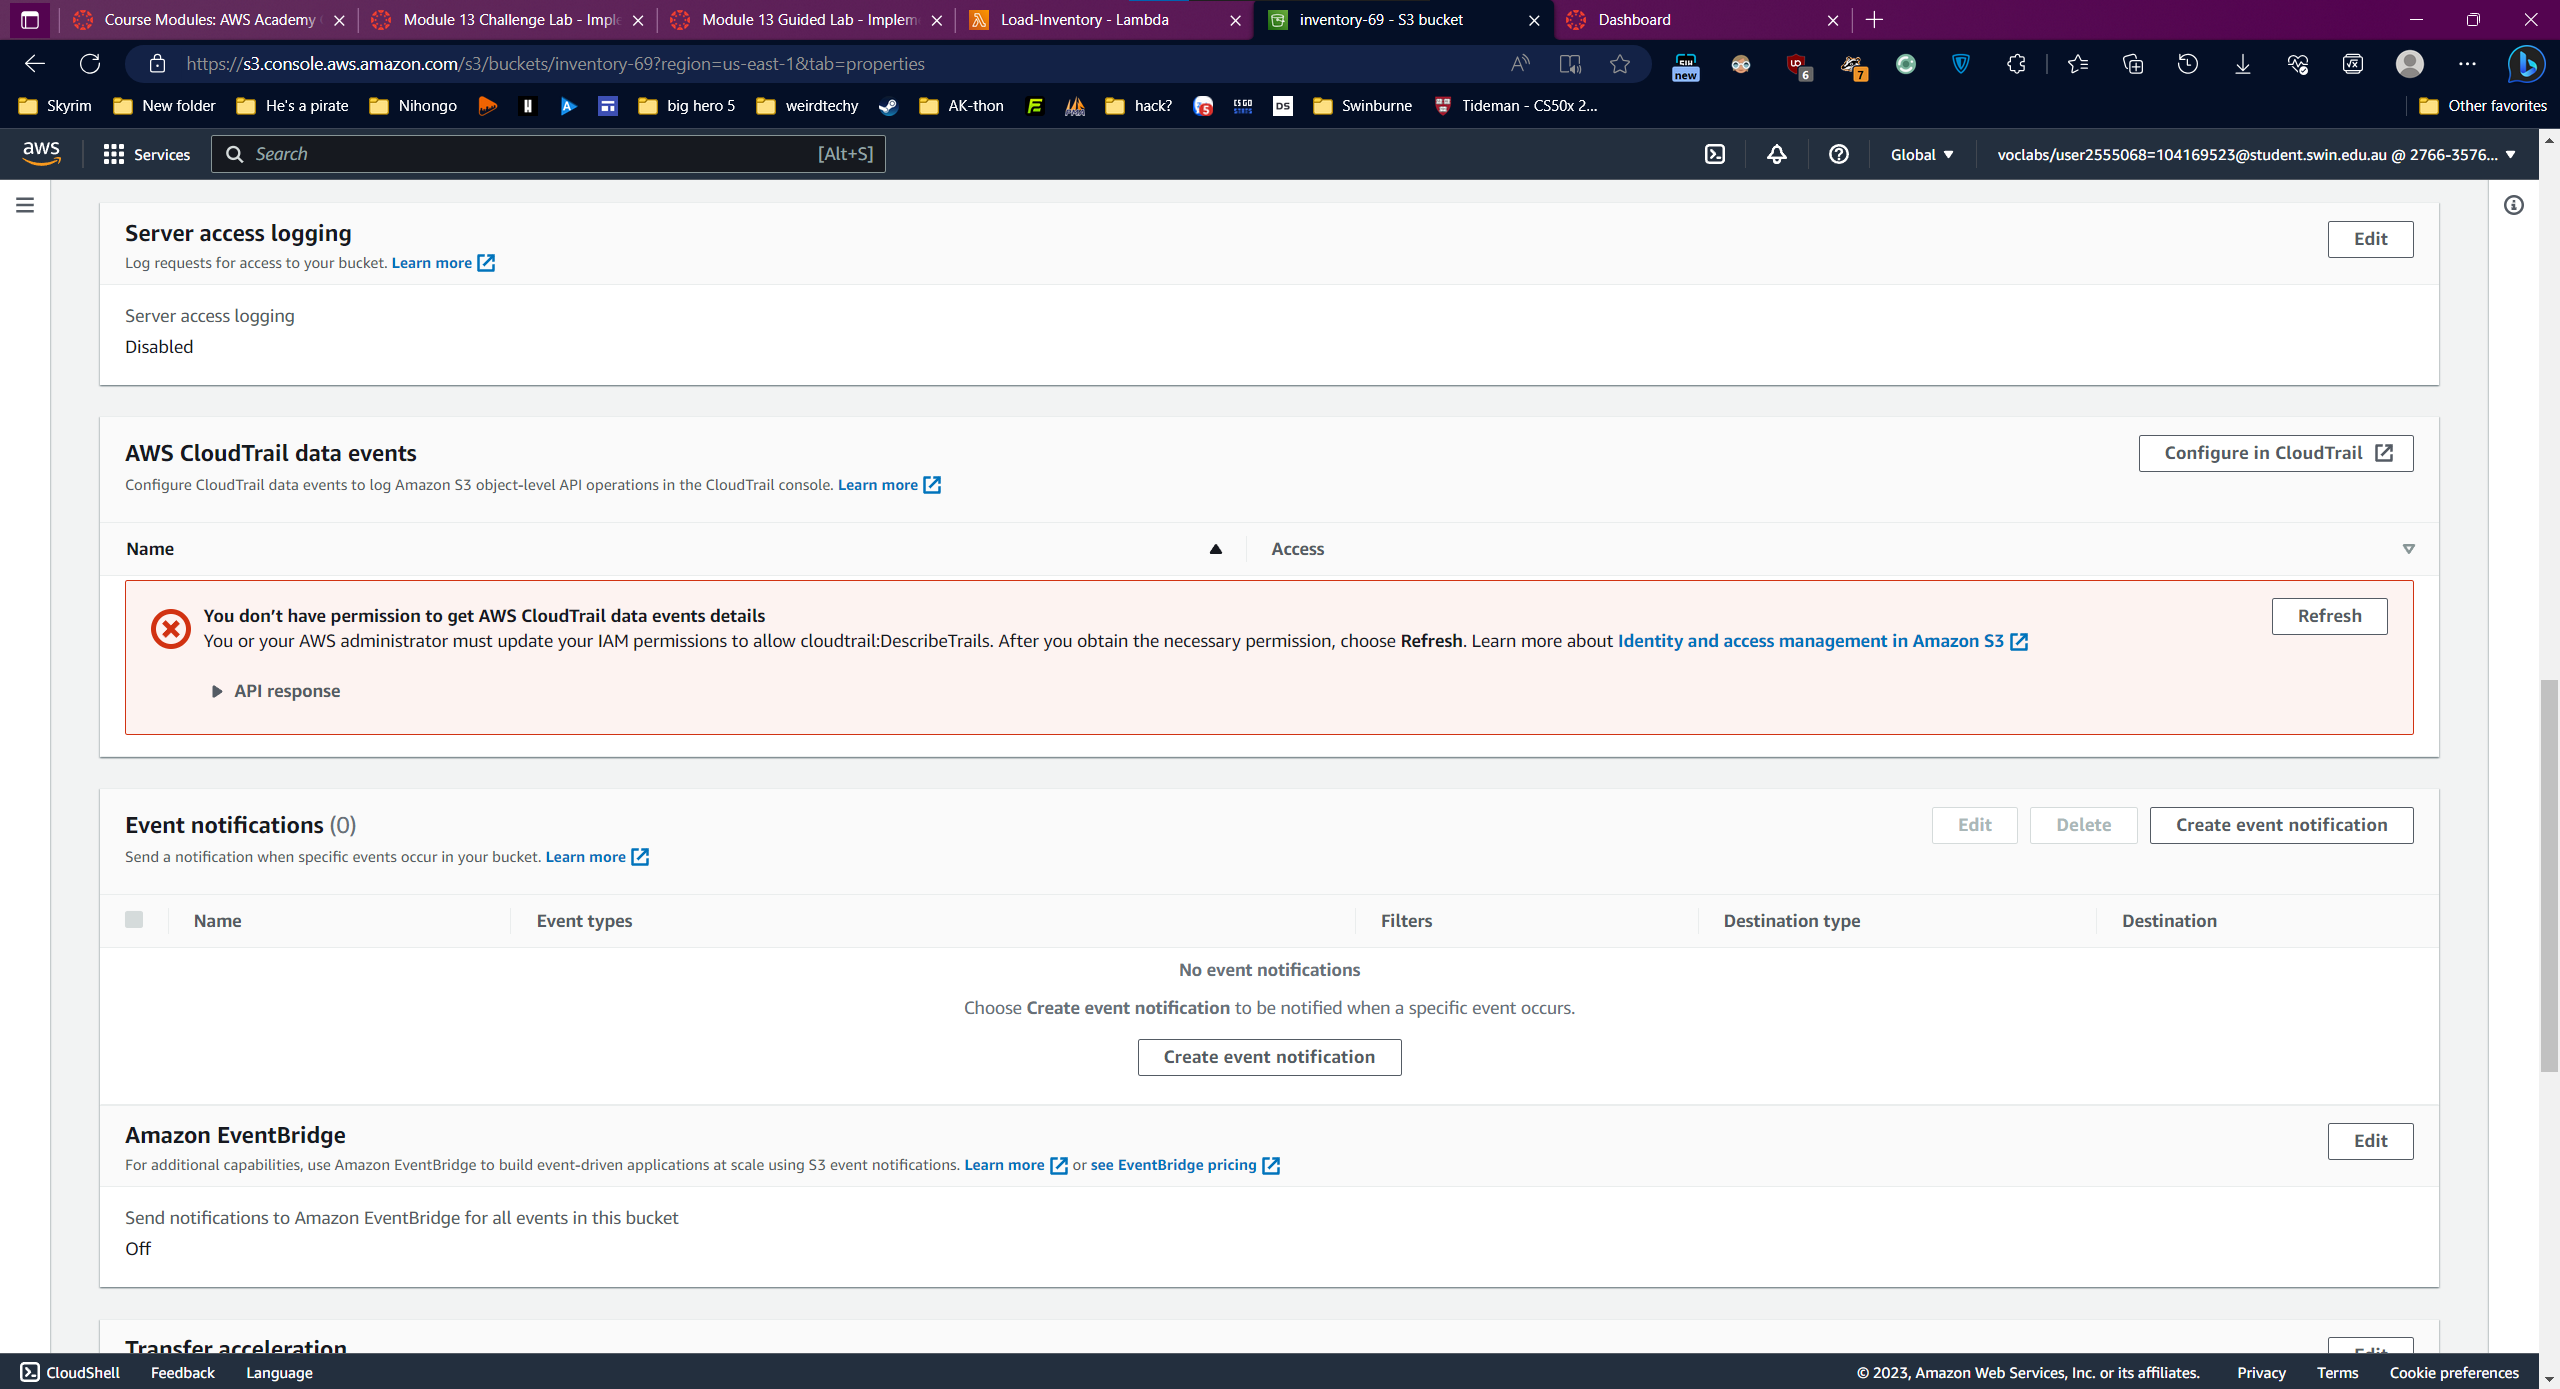 Course Modules: AWS Academy
Module 13 Challenge Lab - Imple
Module 13 Guided Lab - Implem
Load-Inventory - Lambda
inventory-69 - S3 bucket
Dashboard
https://s3.console.aws.amazon.com/s3/buckets/inventory-69?region=us-east-1&tab=properties
new
6
7
Skyrim
New folder
He's a pirate
Nihongo
big hero 5
weirdtechy
AK-thon
hack?
DS
Swinburne
Tideman - CS50x 2...
Other favorites
aws
Services
Search
[Alt+S]
Global
voclabs/user2555068=104169523@student.swin.edu.au @ 2766-3576...
Server access logging
Edit
Log requests for access to your bucket. Learn more
Server access logging
Disabled
AWS CloudTrail data events
Configure in CloudTrail
Configure CloudTrail data events to log Amazon S3 object-level API operations in the CloudTrail console. Learn more
Name
Access
You don’t have permission to get AWS CloudTrail data events details
Refresh
You or your AWS administrator must update your IAM permissions to allow cloudtrail:DescribeTrails. After you obtain the necessary permission, choose Refresh. Learn more about Identity and access management in Amazon S3
API response
Event notifications (0)
Edit
Delete
Create event notification
Send a notification when specific events occur in your bucket. Learn more
Name
Event types
Filters
Destination type
Destination
No event notifications
Choose Create event notification to be notified when a specific event occurs.
Create event notification
Amazon EventBridge
Edit
For additional capabilities, use Amazon EventBridge to build event-driven applications at scale using S3 event notifications. Learn more or see EventBridge pricing
Send notifications to Amazon EventBridge for all events in this bucket
Off
Transfer acceleration
Edit
CloudShell
Feedback
Language
© 2023, Amazon Web Services, Inc. or its affiliates.
Privacy
Terms
Cookie preferences